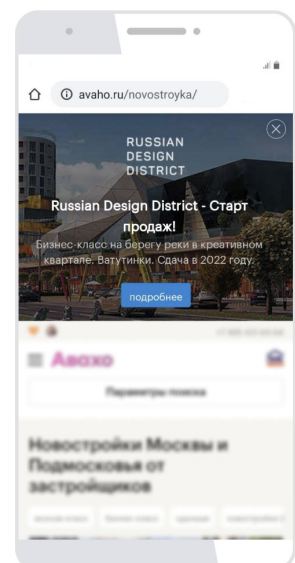 avaho.ru/novostroyka/
RUSSIAN
DESIGN
DISTRICT
Russian Design District - Старт
продаж!
Бизнес-класс на берегу реки в креативном
квартале. Ватутинки. Сдача в 2022 году.
подробнее
Авахо
Параметры поиска
Новостройки Москвы и
Подмосковья от
застройщиков